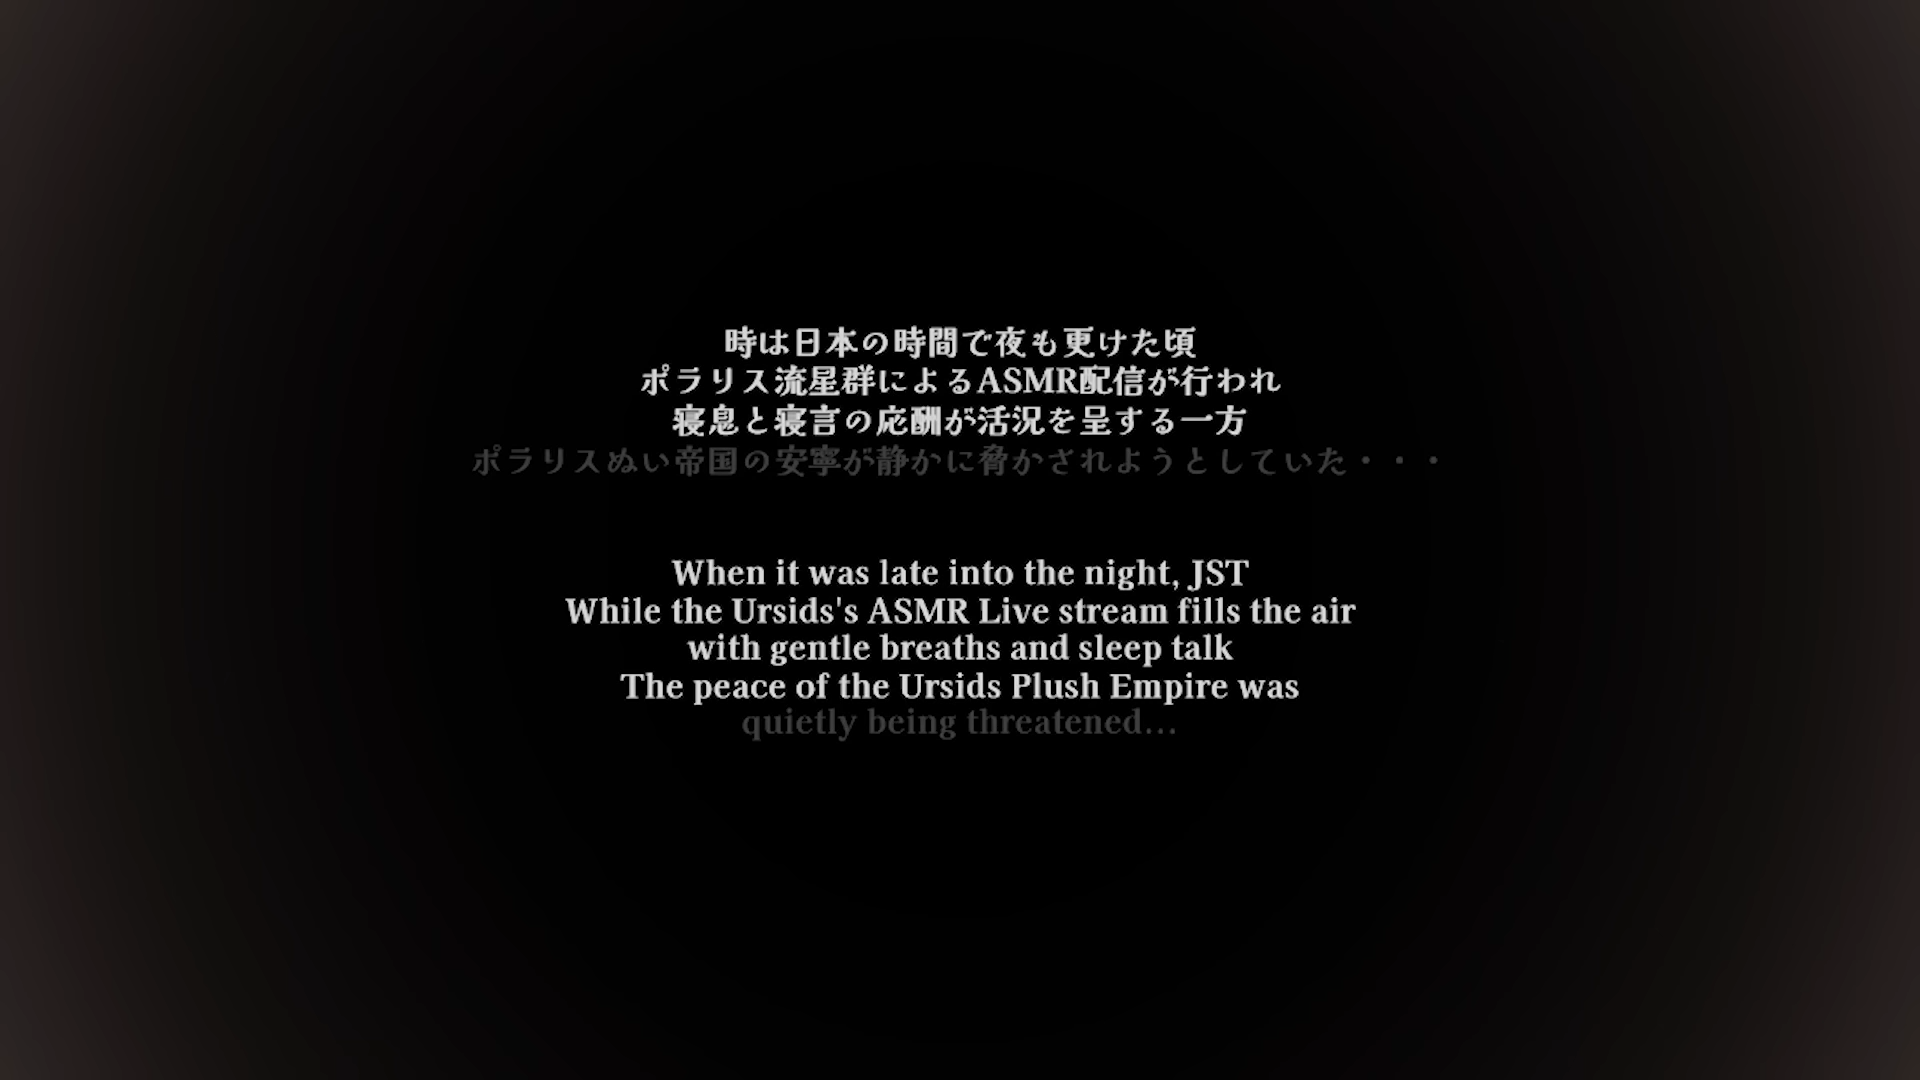 時は日本の時間で夜も更けた頃
ポラリス流星群によるASMR配信が行われ
寝息と寝言の応酬が活況を呈する一方
ポラリスぬい帝国の安寧が静かに脅かされようとしていた・・・
When it was late into the night, JST
While the Ursids's ASMR Live stream fills the air
with gentle breaths and sleep talk
The peace of the Ursids Plush Empire was
quietly being threatened...